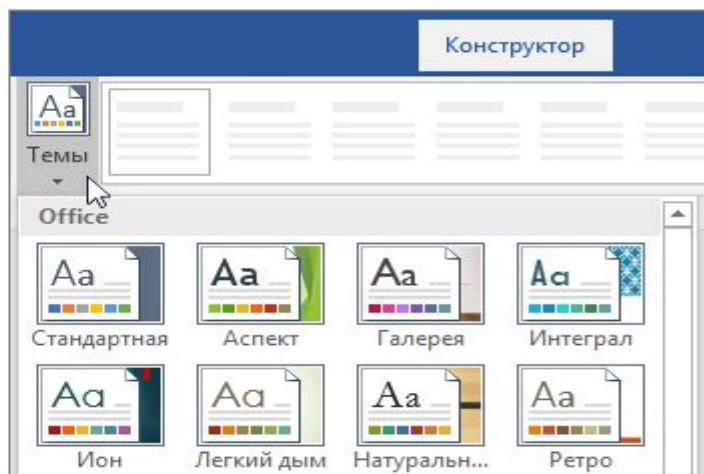 Конструктор
Aa
Темы
Office
Aa Aa Aa Aa
Стандартная Аспект Галерея Интеграл
Aa Aa Aa Aa
Ион Легкий дым Натуральн... Ретро